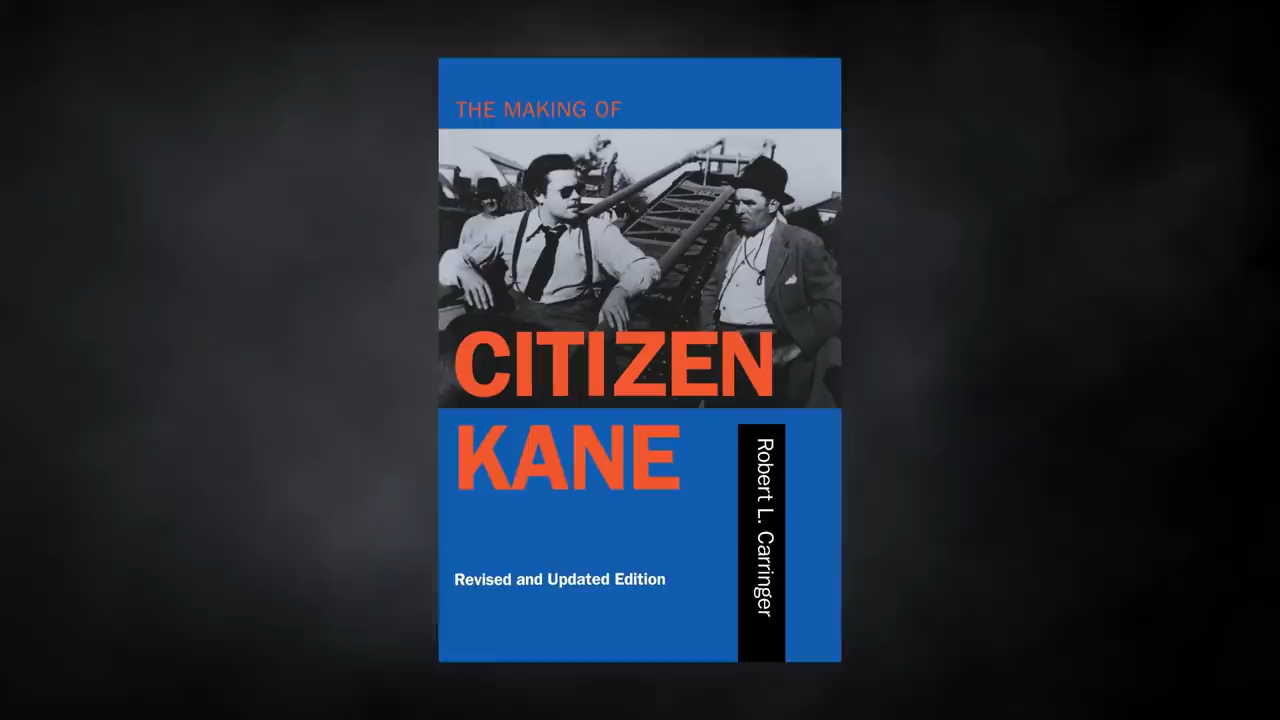 THE MAKING OF
CITIZEN
KANE
Robert L. Carringer
Revised and Updated Edition